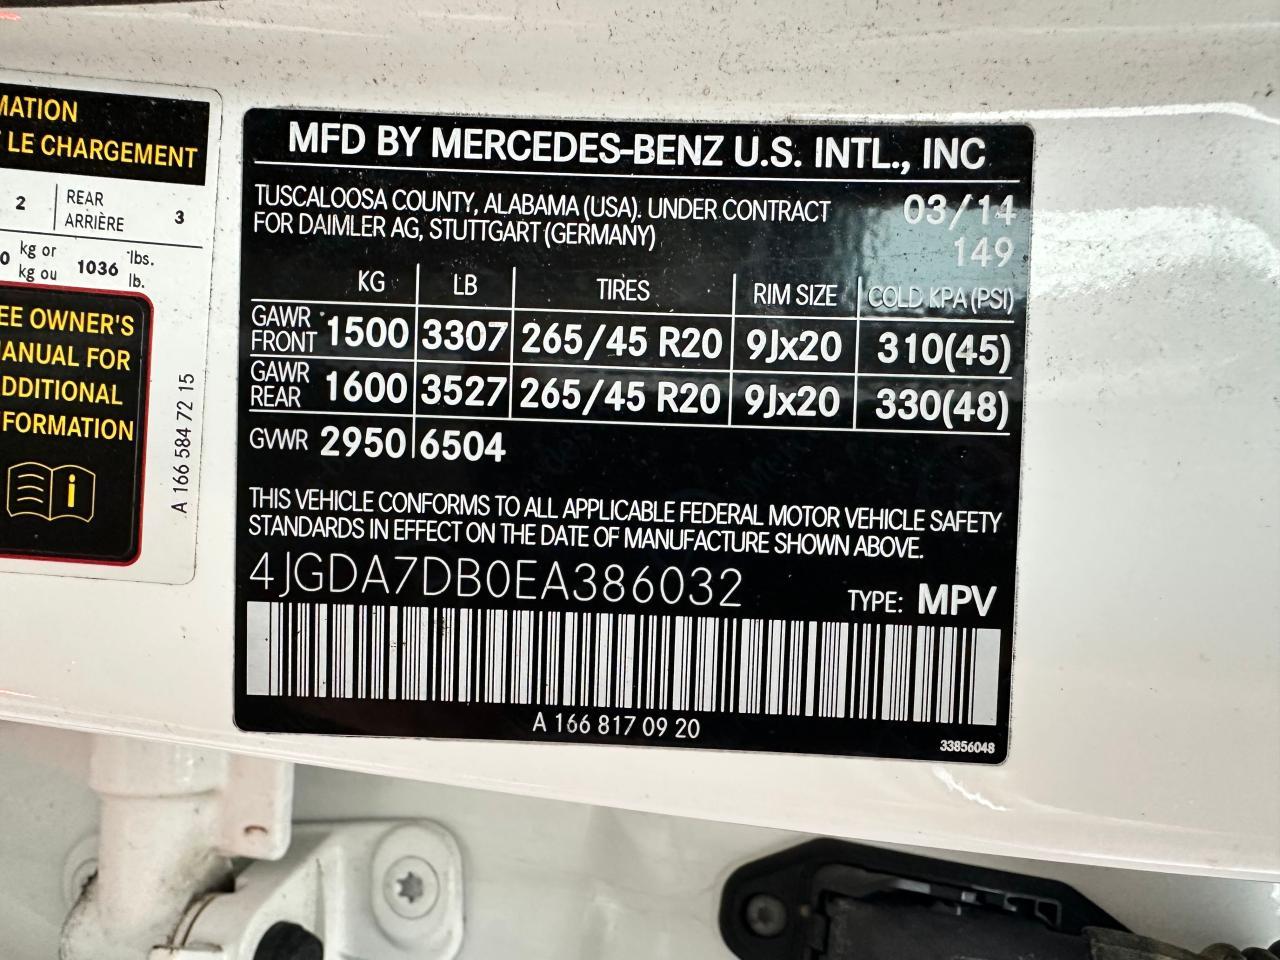 MATION
LE CHARGEMENT
2 REAR ARRIÈRE 3
0 kg or kg ou 1036 lbs. lb.
EE OWNER'S
ANUAL FOR
DDITIONAL
FORMATION
i
A 166 584 72 15
MFD BY MERCEDES-BENZ U.S. INTL., INC
TUSCALOOSA COUNTY, ALABAMA (USA). UNDER CONTRACT 03/14
FOR DAIMLER AG, STUTTGART (GERMANY) 149
KG LB TIRES RIM SIZE COLD KPA (PSI)
GAWR FRONT 1500 3307 265/45 R20 9Jx20 310(45)
GAWR REAR 1600 3527 265/45 R20 9Jx20 330(48)
GVWR 2950 6504
THIS VEHICLE CONFORMS TO ALL APPLICABLE FEDERAL MOTOR VEHICLE SAFETY
STANDARDS IN EFFECT ON THE DATE OF MANUFACTURE SHOWN ABOVE.
4JGDA7DB0EA386032 TYPE: MPV
A 166 817 09 20
33856048